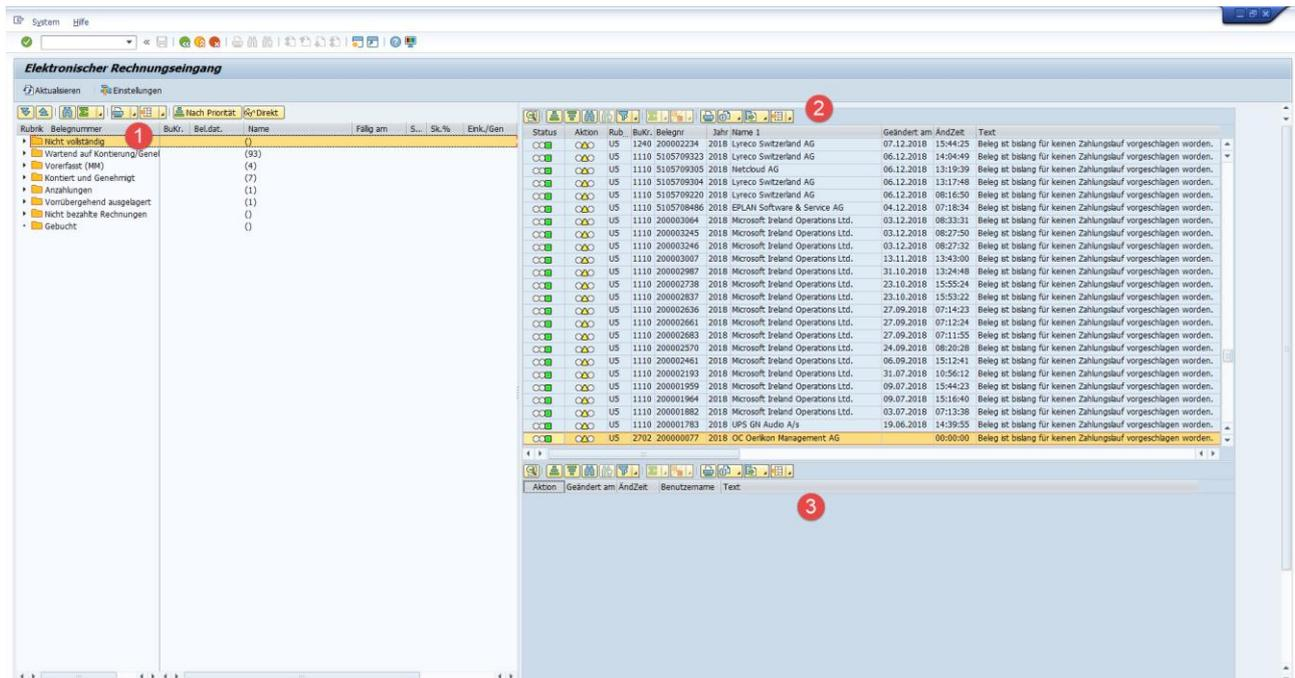 System Hilfe
Elektronischer Rechnungseingang
Aktualisieren Einstellungen
Nach Priorität Direkt
Rubrik Belegnummer BuKr. Bel.dat. Name Fällig am S... Sk.% Eink./Gen
1
Nicht vollständig ()
Wartend auf Kontierung/Genel (93)
Vorerfasst (MM) (4)
Kontiert und Genehmigt (7)
Anzahlungen (1)
Vorrübergehend ausgelagert (1)
Nicht bezahlte Rechnungen ()
Gebucht ()
2
Status Aktion Rub BuKr. Belegnr Jahr Name 1 Geändert am ÄndZeit Text
U5 1240 200002234 2018 Lyreco Switzerland AG 07.12.2018 15:44:25 Beleg ist bislang für keinen Zahlungslauf vorgeschlagen worden.
U5 1110 5105709323 2018 Lyreco Switzerland AG 06.12.2018 14:04:49 Beleg ist bislang für keinen Zahlungslauf vorgeschlagen worden.
U5 1110 5105709305 2018 Netcloud AG 06.12.2018 13:19:39 Beleg ist bislang für keinen Zahlungslauf vorgeschlagen worden.
U5 1110 5105709304 2018 Lyreco Switzerland AG 06.12.2018 13:17:48 Beleg ist bislang für keinen Zahlungslauf vorgeschlagen worden.
U5 1110 5105709220 2018 Lyreco Switzerland AG 06.12.2018 08:16:50 Beleg ist bislang für keinen Zahlungslauf vorgeschlagen worden.
U5 1110 5105708486 2018 EPLAN Software & Service AG 04.12.2018 07:18:34 Beleg ist bislang für keinen Zahlungslauf vorgeschlagen worden.
U5 1110 200003064 2018 Microsoft Ireland Operations Ltd. 03.12.2018 08:33:31 Beleg ist bislang für keinen Zahlungslauf vorgeschlagen worden.
U5 1110 200003245 2018 Microsoft Ireland Operations Ltd. 03.12.2018 08:27:50 Beleg ist bislang für keinen Zahlungslauf vorgeschlagen worden.
U5 1110 200003246 2018 Microsoft Ireland Operations Ltd. 03.12.2018 08:27:32 Beleg ist bislang für keinen Zahlungslauf vorgeschlagen worden.
U5 1110 200003007 2018 Microsoft Ireland Operations Ltd. 13.11.2018 13:43:00 Beleg ist bislang für keinen Zahlungslauf vorgeschlagen worden.
U5 1110 200002987 2018 Microsoft Ireland Operations Ltd. 31.10.2018 13:24:48 Beleg ist bislang für keinen Zahlungslauf vorgeschlagen worden.
U5 1110 200002738 2018 Microsoft Ireland Operations Ltd. 23.10.2018 15:55:24 Beleg ist bislang für keinen Zahlungslauf vorgeschlagen worden.
U5 1110 200002837 2018 Microsoft Ireland Operations Ltd. 23.10.2018 15:53:22 Beleg ist bislang für keinen Zahlungslauf vorgeschlagen worden.
U5 1110 200002636 2018 Microsoft Ireland Operations Ltd. 27.09.2018 07:14:23 Beleg ist bislang für keinen Zahlungslauf vorgeschlagen worden.
U5 1110 200002661 2018 Microsoft Ireland Operations Ltd. 27.09.2018 07:12:24 Beleg ist bislang für keinen Zahlungslauf vorgeschlagen worden.
U5 1110 200002683 2018 Microsoft Ireland Operations Ltd. 27.09.2018 07:11:55 Beleg ist bislang für keinen Zahlungslauf vorgeschlagen worden.
U5 1110 200002570 2018 Microsoft Ireland Operations Ltd. 24.09.2018 08:20:28 Beleg ist bislang für keinen Zahlungslauf vorgeschlagen worden.
U5 1110 200002461 2018 Microsoft Ireland Operations Ltd. 06.09.2018 15:12:41 Beleg ist bislang für keinen Zahlungslauf vorgeschlagen worden.
U5 1110 200002193 2018 Microsoft Ireland Operations Ltd. 31.07.2018 10:56:12 Beleg ist bislang für keinen Zahlungslauf vorgeschlagen worden.
U5 1110 200001959 2018 Microsoft Ireland Operations Ltd. 09.07.2018 15:44:23 Beleg ist bislang für keinen Zahlungslauf vorgeschlagen worden.
U5 1110 200001964 2018 Microsoft Ireland Operations Ltd. 09.07.2018 15:16:40 Beleg ist bislang für keinen Zahlungslauf vorgeschlagen worden.
U5 1110 200001882 2018 Microsoft Ireland Operations Ltd. 03.07.2018 07:13:38 Beleg ist bislang für keinen Zahlungslauf vorgeschlagen worden.
U5 1110 200001783 2018 UPS GN Audio A/s 19.06.2018 14:39:55 Beleg ist bislang für keinen Zahlungslauf vorgeschlagen worden.
U5 2702 200000077 2018 OC Oerlikon Management AG 00:00:00 Beleg ist bislang für keinen Zahlungslauf vorgeschlagen worden.
Aktion Geändert am ÄndZeit Benutzername Text
3